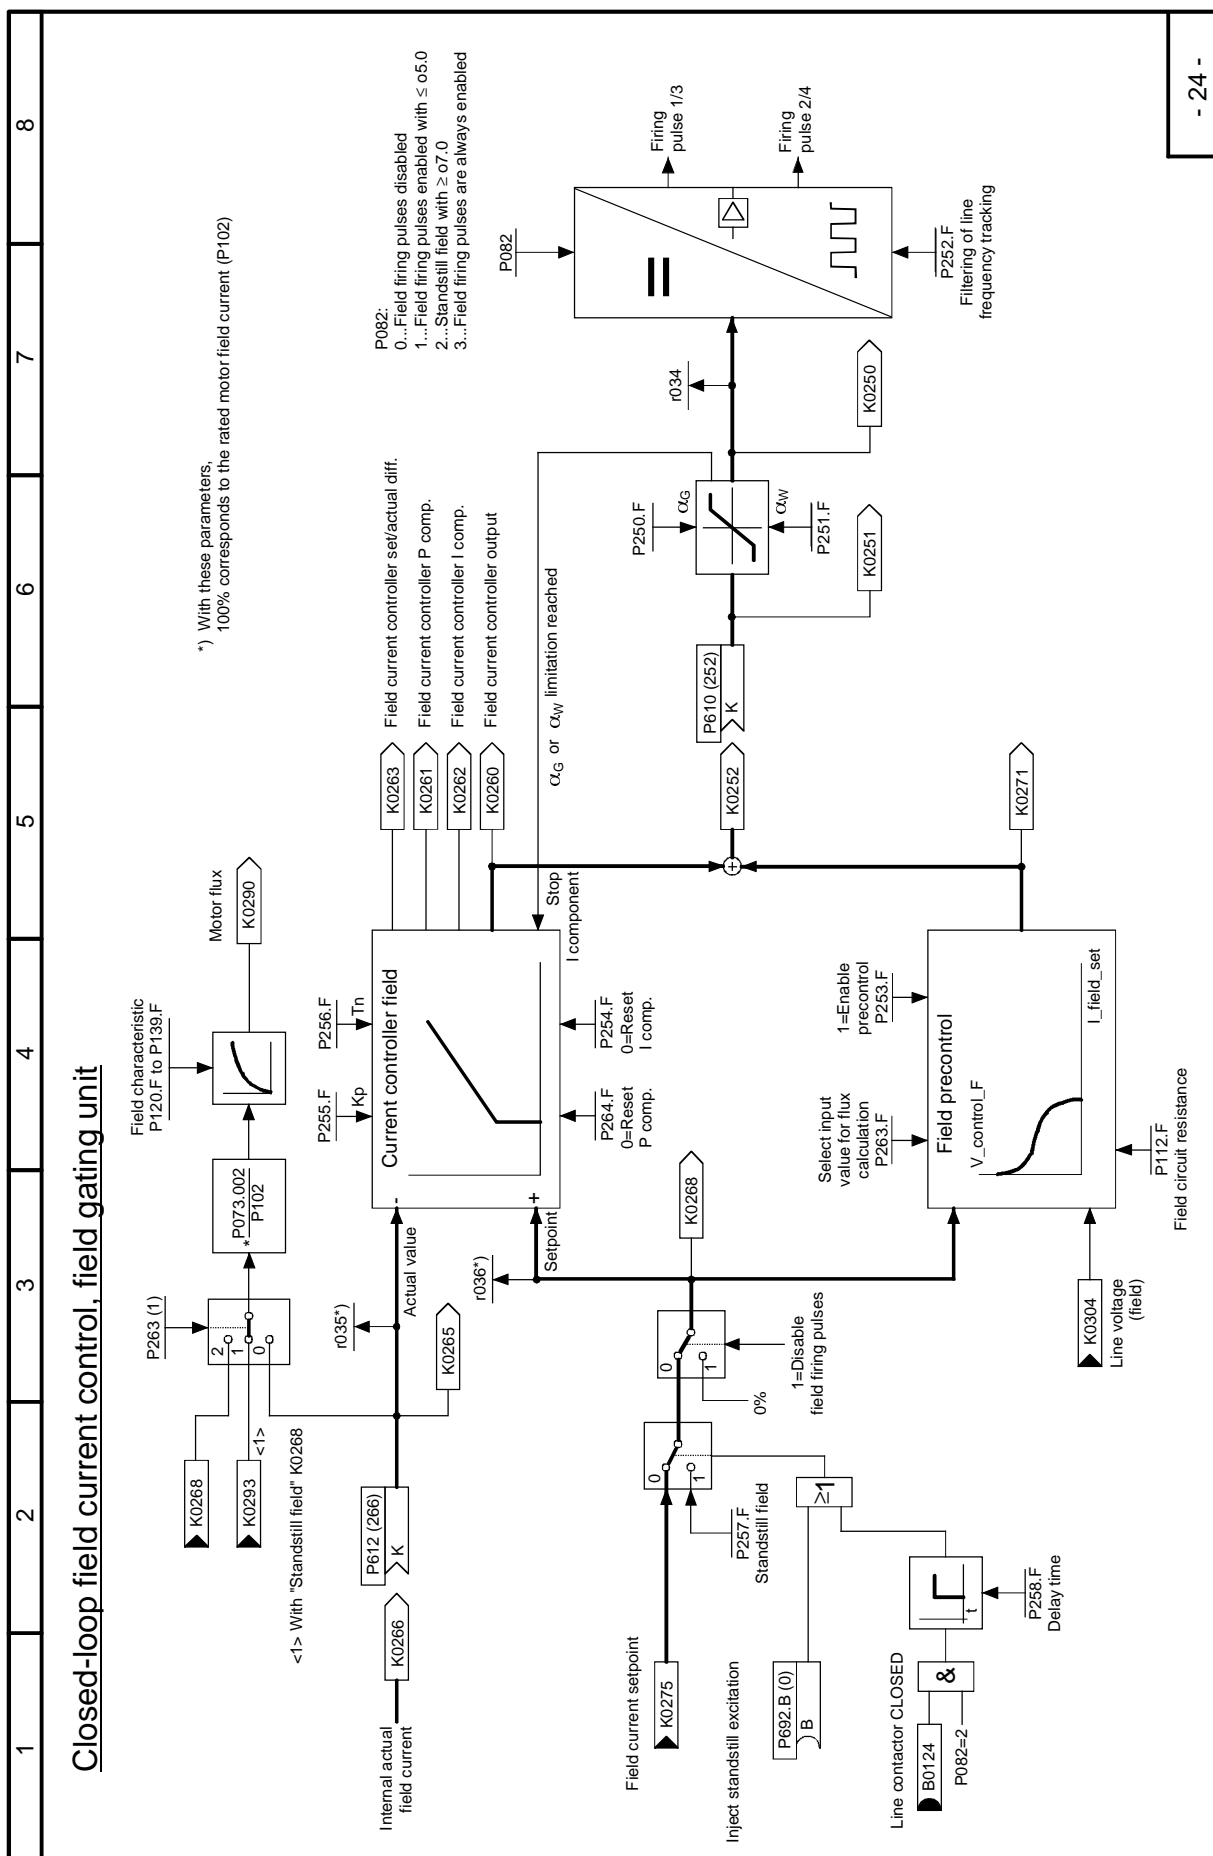 1
2
3
4
5
6
7
8
Closed-loop field current control, field gating unit
*) With these parameters,
100% corresponds to the rated motor field current (P102)
K0268
K0293
<1>
<1> With "Standstill field" K0268
P263 (1)
2
1
0
P073.002
*
P102
Field characteristic
P120.F to P139.F
Motor flux
K0290
Internal actual
field current
K0266
P612 (266)
K
r035*)
K0265
Actual value
P255.F
Kp
P256.F
Tn
Current controller field
-
+
Setpoint
r036*)
P264.F
0=Reset
P comp.
P254.F
0=Reset
I comp.
Stop
I component
K0263
Field current controller set/actual diff.
K0261
Field current controller P comp.
K0262
Field current controller I comp.
K0260
Field current controller output
αG or αW limitation reached
P082:
0...Field firing pulses disabled
1...Field firing pulses enabled with ≤ o5.0
2...Standstill field with ≥ o7.0
3...Field firing pulses are always enabled
Field current setpoint
K0275
0
1
P257.F
Standstill field
0
1
0%
1=Disable
field firing pulses
K0268
Inject standstill excitation
P692.B (0)
B
≥1
Line contactor CLOSED
B0124
P082=2
&
t
P258.F
Delay time
K0304
Line voltage
(field)
Select input
value for flux
calculation
P263.F
1=Enable
precontrol
P253.F
Field precontrol
V_control_F
I_field_set
P112.F
Field circuit resistance
K0271
+
K0252
P610 (252)
K
K0251
P250.F
αG
αW
P251.F
K0250
r034
P082
P252.F
Filtering of line
frequency tracking
Firing
pulse 1/3
Firing
pulse 2/4
- 24 -